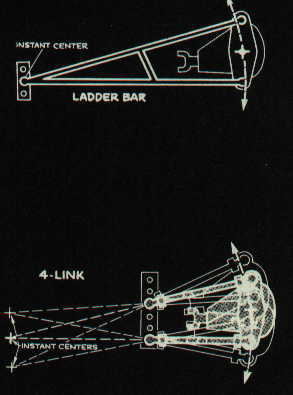 INSTANT CENTER
LADDER BAR
4-LINK
INSTANT CENTERS